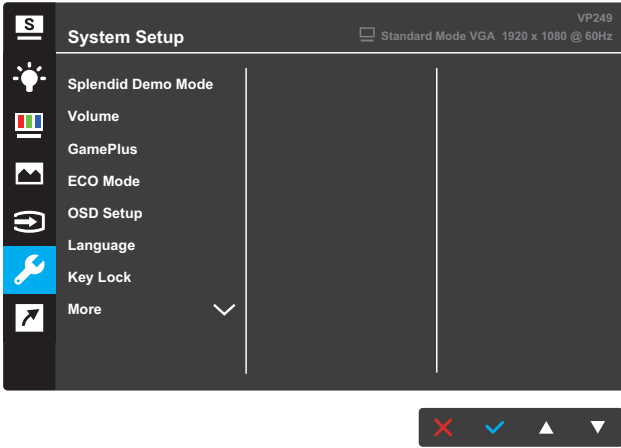 S
VP249
System Setup
Standard Mode VGA 1920 x 1080 @ 60Hz
Splendid Demo Mode
Volume
GamePlus
ECO Mode
OSD Setup
Language
Key Lock
More